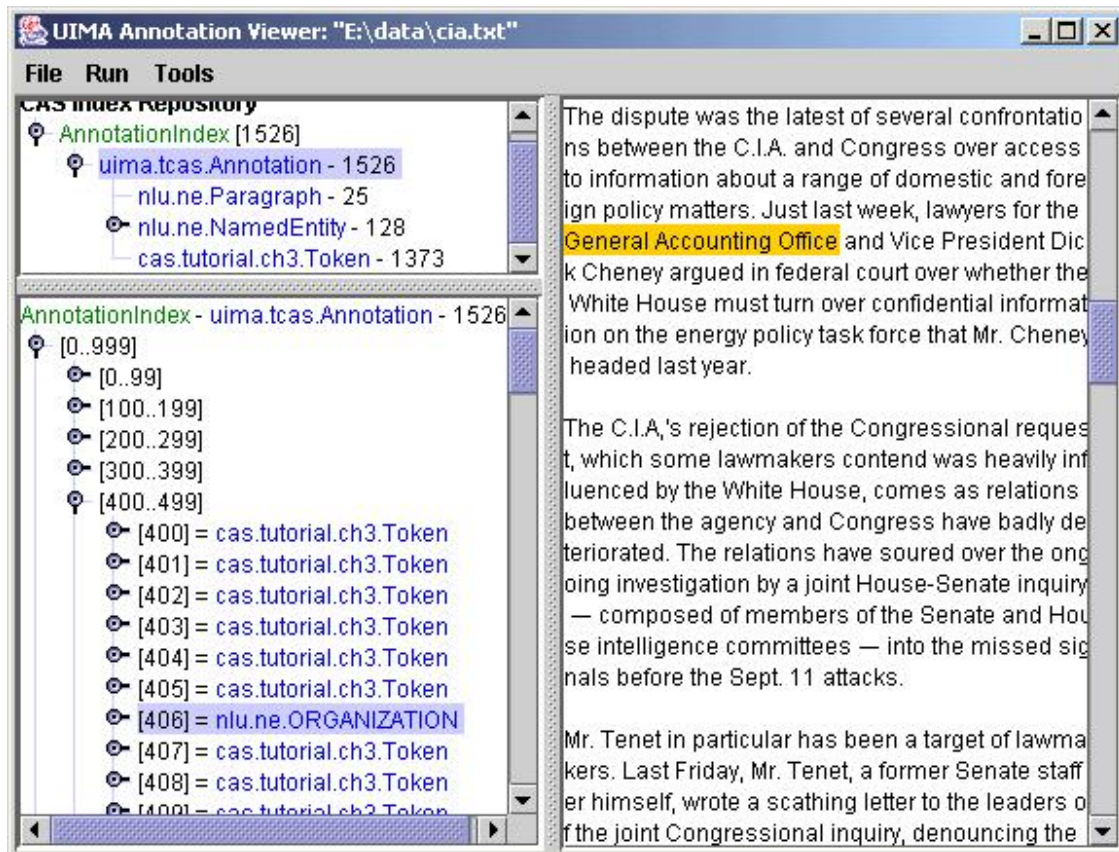 UIMA Annotation Viewer: "E:\data\cia.txt"
File Run Tools
CAS Index Repository
AnnotationIndex [1526]
uima.tcas.Annotation - 1526
nlu.ne.Paragraph - 25
nlu.ne.NamedEntity - 128
cas.tutorial.ch3.Token - 1373
AnnotationIndex - uima.tcas.Annotation - 1526
[0..999]
[0..99]
[100..199]
[200..299]
[300..399]
[400..499]
[400] = cas.tutorial.ch3.Token
[401] = cas.tutorial.ch3.Token
[402] = cas.tutorial.ch3.Token
[403] = cas.tutorial.ch3.Token
[404] = cas.tutorial.ch3.Token
[405] = cas.tutorial.ch3.Token
[406] = nlu.ne.ORGANIZATION
[407] = cas.tutorial.ch3.Token
[408] = cas.tutorial.ch3.Token
[409] = cas.tutorial.ch3.Token
The dispute was the latest of several confrontatio
ns between the C.I.A. and Congress over access
to information about a range of domestic and fore
ign policy matters. Just last week, lawyers for the
General Accounting Office and Vice President Dic
k Cheney argued in federal court over whether the
White House must turn over confidential informat
ion on the energy policy task force that Mr. Cheney
headed last year.
The C.I.A,'s rejection of the Congressional reques
t, which some lawmakers contend was heavily inf
luenced by the White House, comes as relations
between the agency and Congress have badly de
teriorated. The relations have soured over the ong
oing investigation by a joint House-Senate inquiry
— composed of members of the Senate and Hou
se intelligence committees — into the missed sig
nals before the Sept. 11 attacks.
Mr. Tenet in particular has been a target of lawma
kers. Last Friday, Mr. Tenet, a former Senate staff
er himself, wrote a scathing letter to the leaders o
f the joint Congressional inquiry, denouncing the